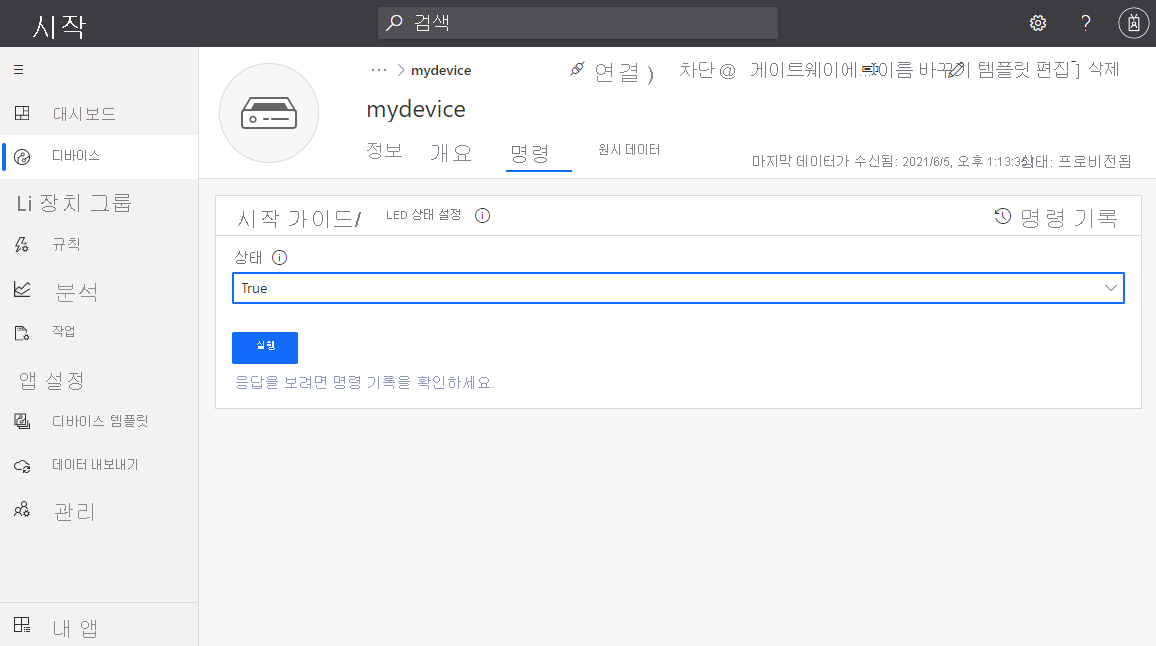 시작
검색
?
··· > mydevice
연결 )
차단 @ 게이트웨이에 이름 바꾸기 템플릿 편집 ] 삭제
mydevice
정보 개요 명령 원시 데이터
마지막 데이터가 수신됨: 2021/6/5, 오후 1:13:35 상태: 프로비전됨
대시보드
디바이스
Li 장치 그룹
규칙
분석
작업
앱 설정
디바이스 템플릿
데이터 내보내기
관리
내 앱
시작 가이드/ LED 상태 설정
명령 기록
상태
True
실행
응답을 보려면 명령 기록을 확인하세요.